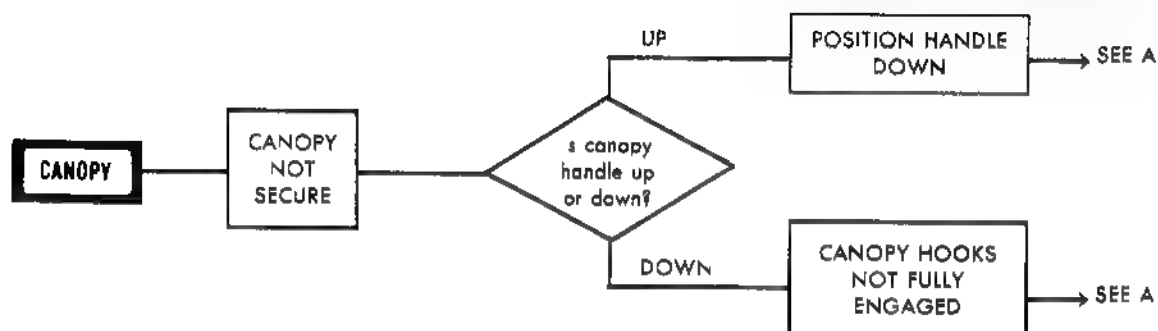 UP
POSITION HANDLE
DOWN
SEE A
CANOPY
CANOPY
NOT
SECURE
s canopy
handle up
or down?
DOWN
CANOPY HOOKS
NOT FULLY
ENGAGED
SEE A